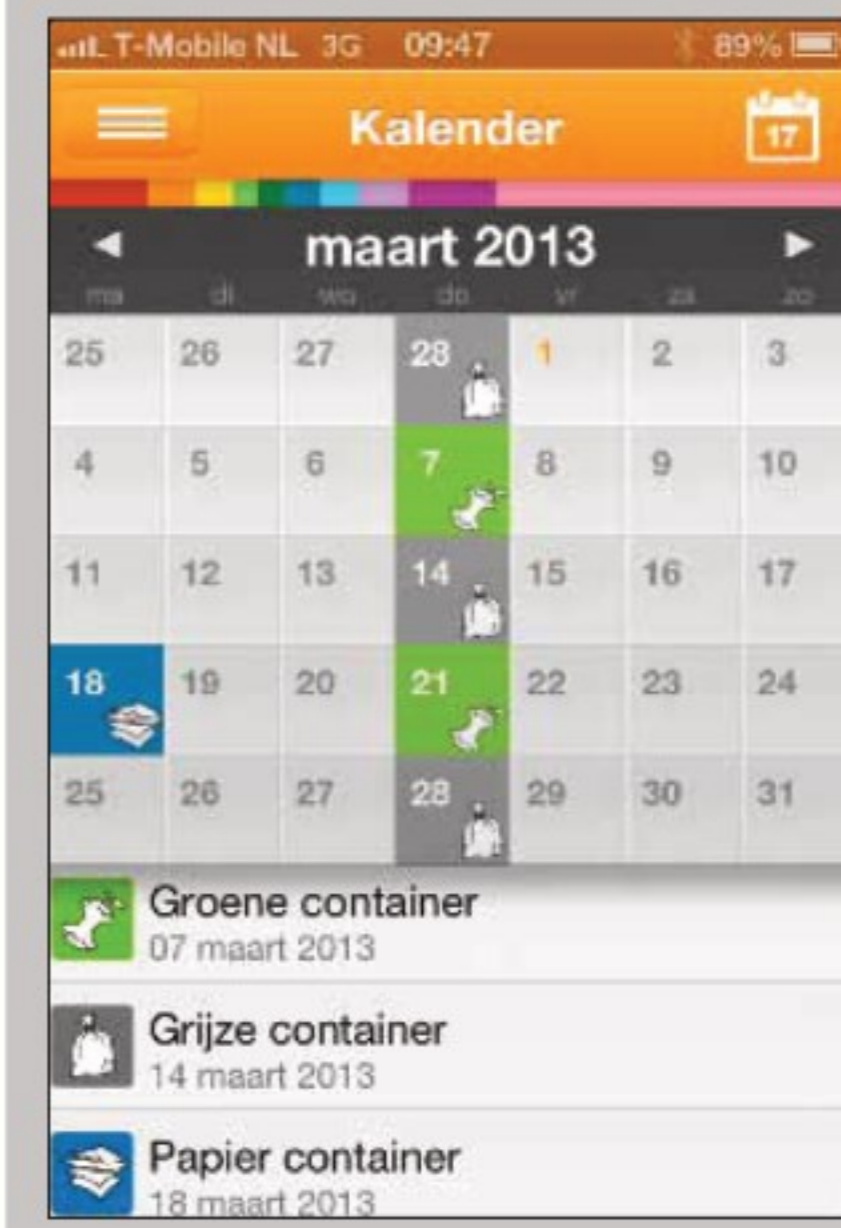 T-Mobile NL 3G 09:47 89%
Kalender 17
maart 2013
ma di wo do vr za zo
25 26 27 28 1 2 3
4 5 6 7 8 9 10
11 12 13 14 15 16 17
18 19 20 21 22 23 24
25 26 27 28 29 30 31
Groene container
07 maart 2013
Grijze container
14 maart 2013
Papier container
18 maart 2013